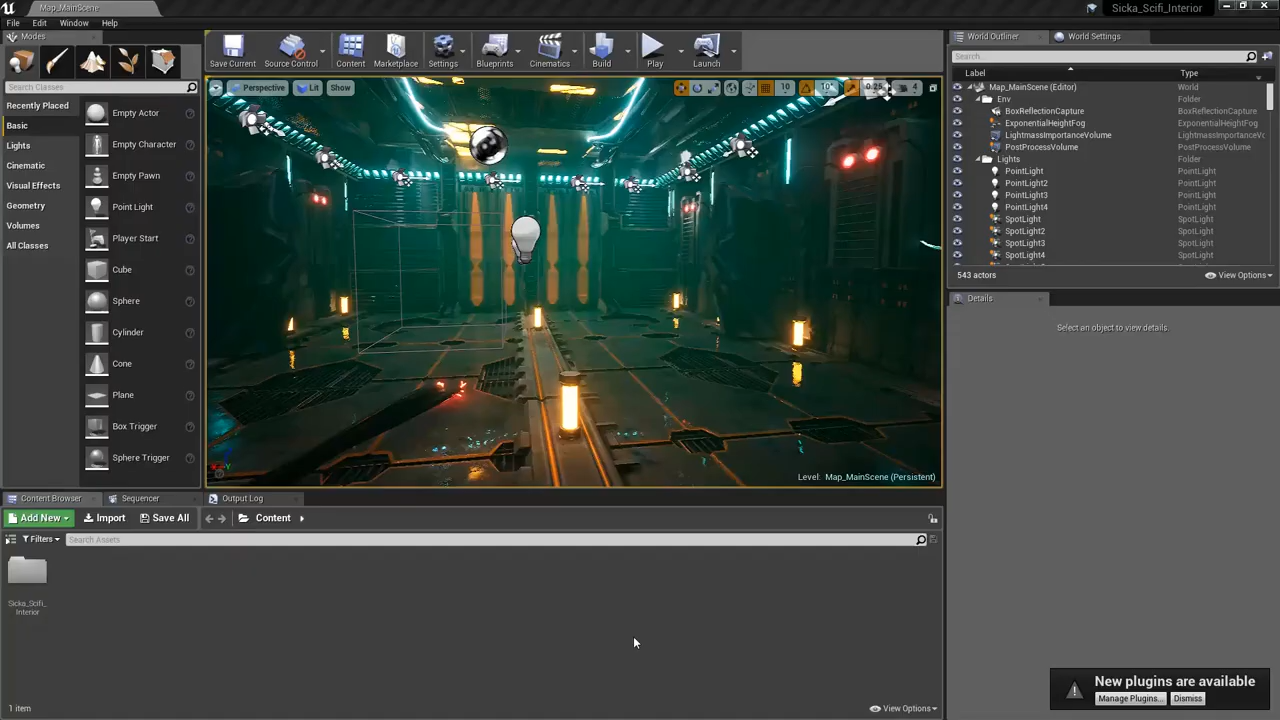 Map_MainScene
Sicka_Scifi_Interior
File Edit Window Help
Modes
Search Classes
Recently Placed
Basic
Lights
Cinematic
Visual Effects
Geometry
Volumes
All Classes
Empty Actor
Empty Character
Empty Pawn
Point Light
Player Start
Cube
Sphere
Cylinder
Cone
Plane
Box Trigger
Sphere Trigger
Save Current Source Control Content Marketplace Settings Blueprints Cinematics Build Play Launch
Perspective Lit Show 10 10° 0.25 4
Level: Map_MainScene (Persistent)
World Outliner World Settings
Search...
Label Type
Map_MainScene (Editor) World
Env Folder
BoxReflectionCapture BoxReflectionCapture
ExponentialHeightFog ExponentialHeightFog
LightmassImportanceVolume LightmassImportanceVc
PostProcessVolume PostProcessVolume
Lights Folder
PointLight PointLight
PointLight2 PointLight
PointLight3 PointLight
PointLight4 PointLight
SpotLight SpotLight
SpotLight2 SpotLight
SpotLight3 SpotLight
SpotLight4 SpotLight
543 actors View Options
Details
Select an object to view details.
Content Browser Sequencer Output Log
Add New Import Save All Content
Filters Search Assets
Sicka_Scifi_
Interior
1 item View Options
New plugins are available
Manage Plugins... Dismiss